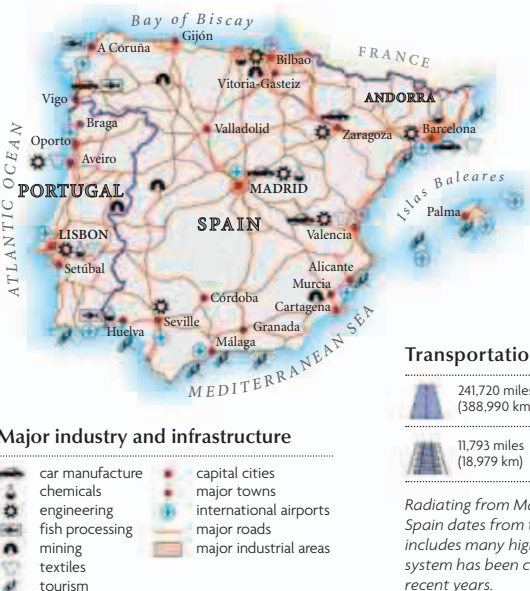 Bay of Biscay
Gijón
A Coruña
Bilbao
FRANCE
Vitoria-Gasteiz
ANDORRA
Vigo
Braga
Valladolid
Zaragoza
Barcelona
Oporto
Aveiro
ATLANTIC OCEAN
PORTUGAL
MADRID
Islas Baleares
SPAIN
Palma
LISBON
Valencia
Setúbal
Alicante
Murcia
Córdoba
Cartagena
Huelva
Seville
Granada
Málaga
MEDITERRANEAN SEA
Major industry and infrastructure
car manufacture
chemicals
engineering
fish processing
mining
textiles
tourism
capital cities
major towns
international airports
major roads
major industrial areas
Transportatio
241,720 miles
(388,990 km
11,793 miles
(18,979 km)
Radiating from Ma
Spain dates from t
includes many hig
system has been c
recent years.